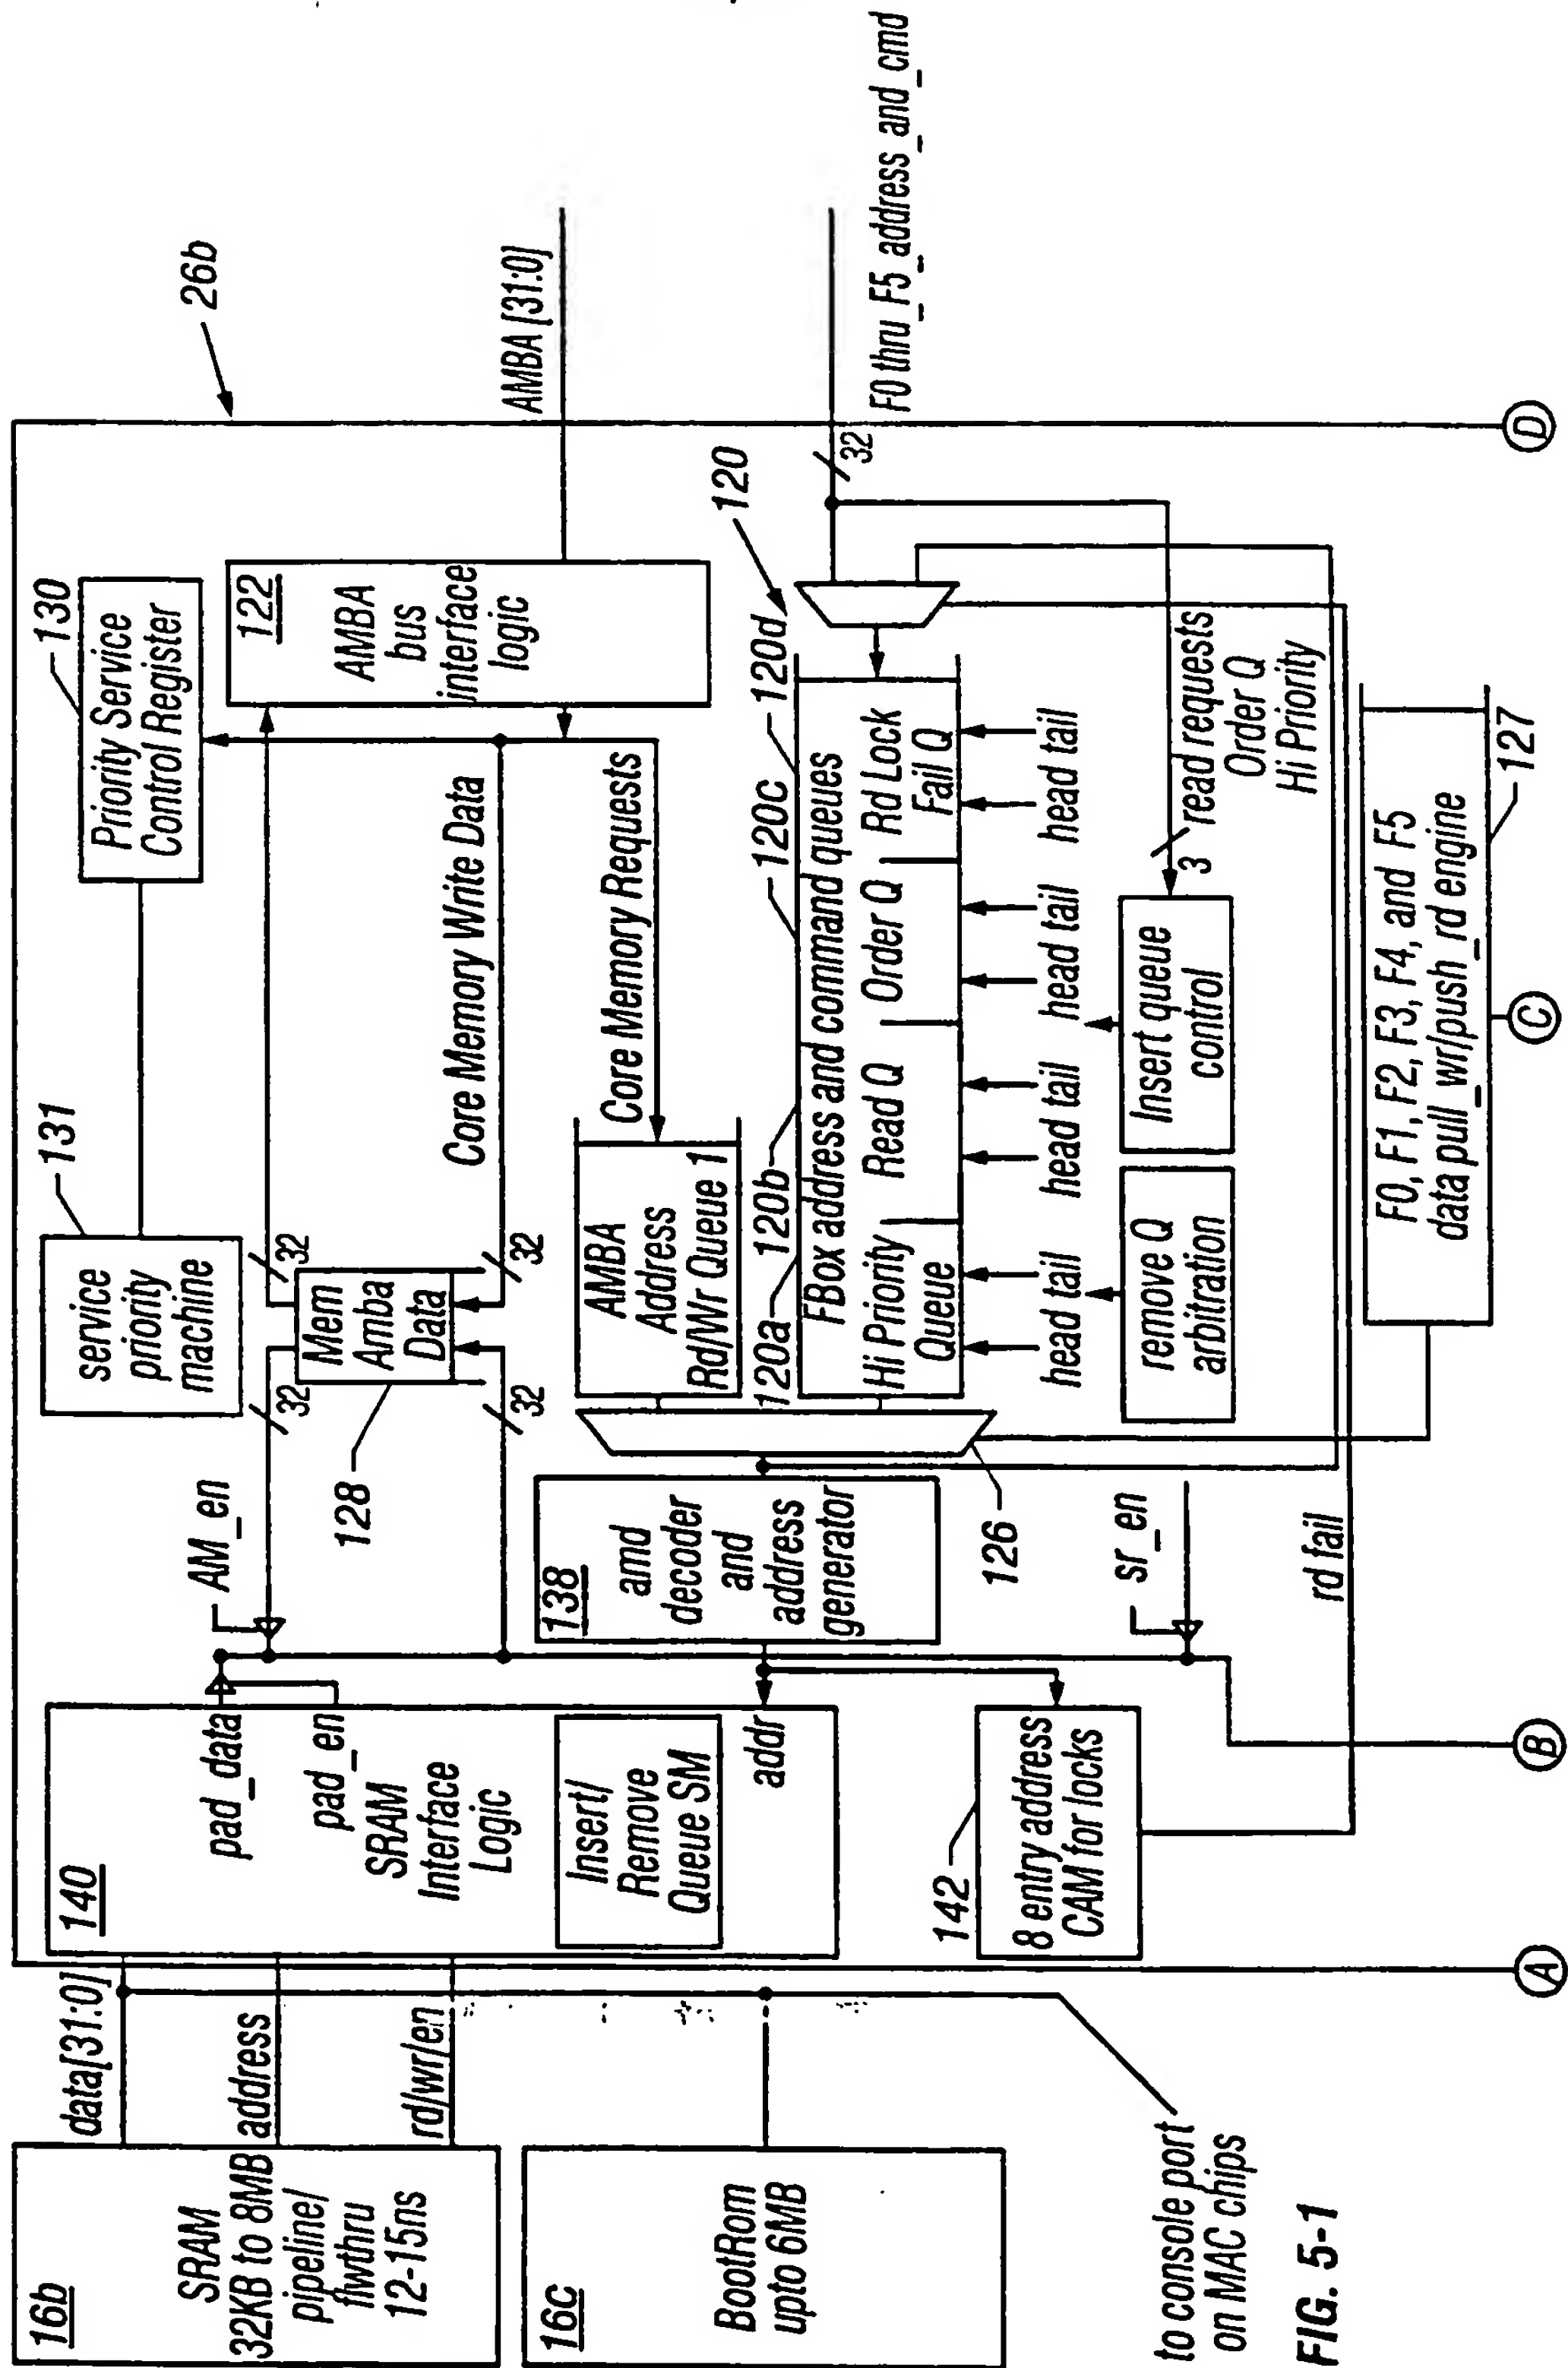 16b
SRAM
32KB to 8MB
pipeline/
flwthru
12-15ns
data[31:0]
address
rd/wr/en
16c
BootRom
upto 6MB
to console port
on MAC chips
FIG. 5-1
140
pad_data
pad_en
SRAM
Interface
Logic
Insert/
Remove
Queue SM
addr
142
8 entry address
CAM for locks
AM_en
128
138
amd
decoder
and
address
generator
126
sr_en
rd fail
131
service
priority
machine
32
32
Mem
Amba
Data
32
32
130
Priority Service
Control Register
Core Memory Write Data
Core Memory Requests
122
AMBA
bus
interface
logic
AMBA [31:0]
26b
AMBA
Address
Rd/Wr Queue 1
120a
120b
120c
120d
120
FBox address and command queues
Hi Priority
Queue
Read Q
Order Q
Rd Lock
Fail Q
head tail
head tail
head tail
head tail
remove Q
arbitration
Insert queue
control
3
read requests
Order Q
Hi Priority
32
F0 thru_F5_address_and_cmd
F0, F1, F2, F3, F4, and F5
data pull_wr/push_rd engine
127
A
B
C
D